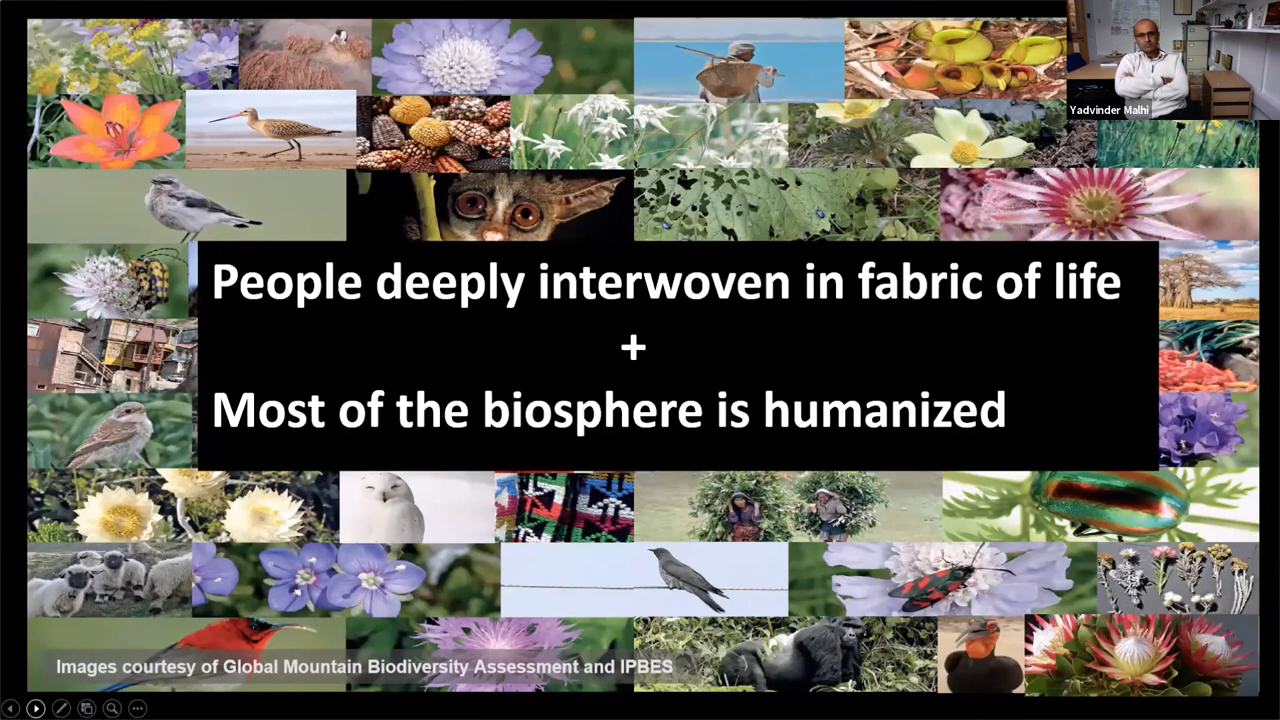 Yadvinder Malhi
People deeply interwoven in fabric of life
+
Most of the biosphere is humanized
Images courtesy of Global Mountain Biodiversity Assessment and IPBES